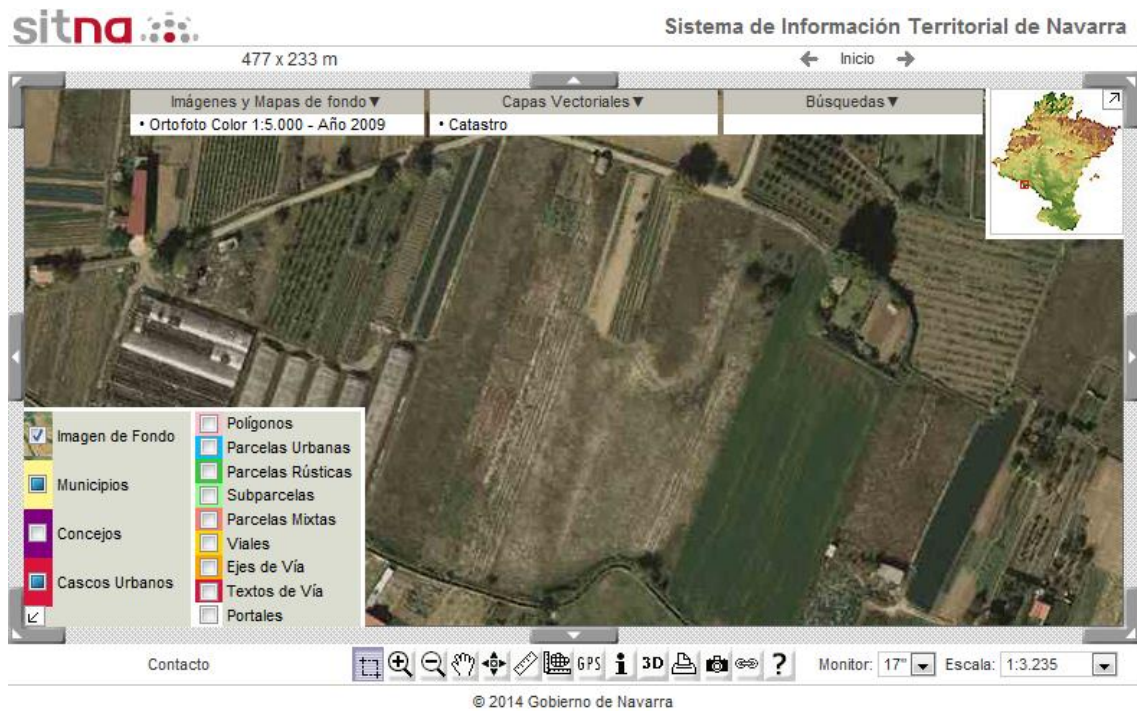 sitna
Sistema de Información Territorial de Navarra
477 x 233 m
Inicio
Imágenes y Mapas de fondo▼
Capas Vectoriales▼
Búsquedas▼
• Ortofoto Color 1:5.000 - Año 2009
• Catastro
Imagen de Fondo
Municipios
Concejos
Cascos Urbanos
Polígonos
Parcelas Urbanas
Parcelas Rústicas
Subparcelas
Parcelas Mixtas
Viales
Ejes de Vía
Textos de Vía
Portales
Contacto
GPS
i
3D
?
Monitor: 17"
Escala: 1:3.235
© 2014 Gobierno de Navarra